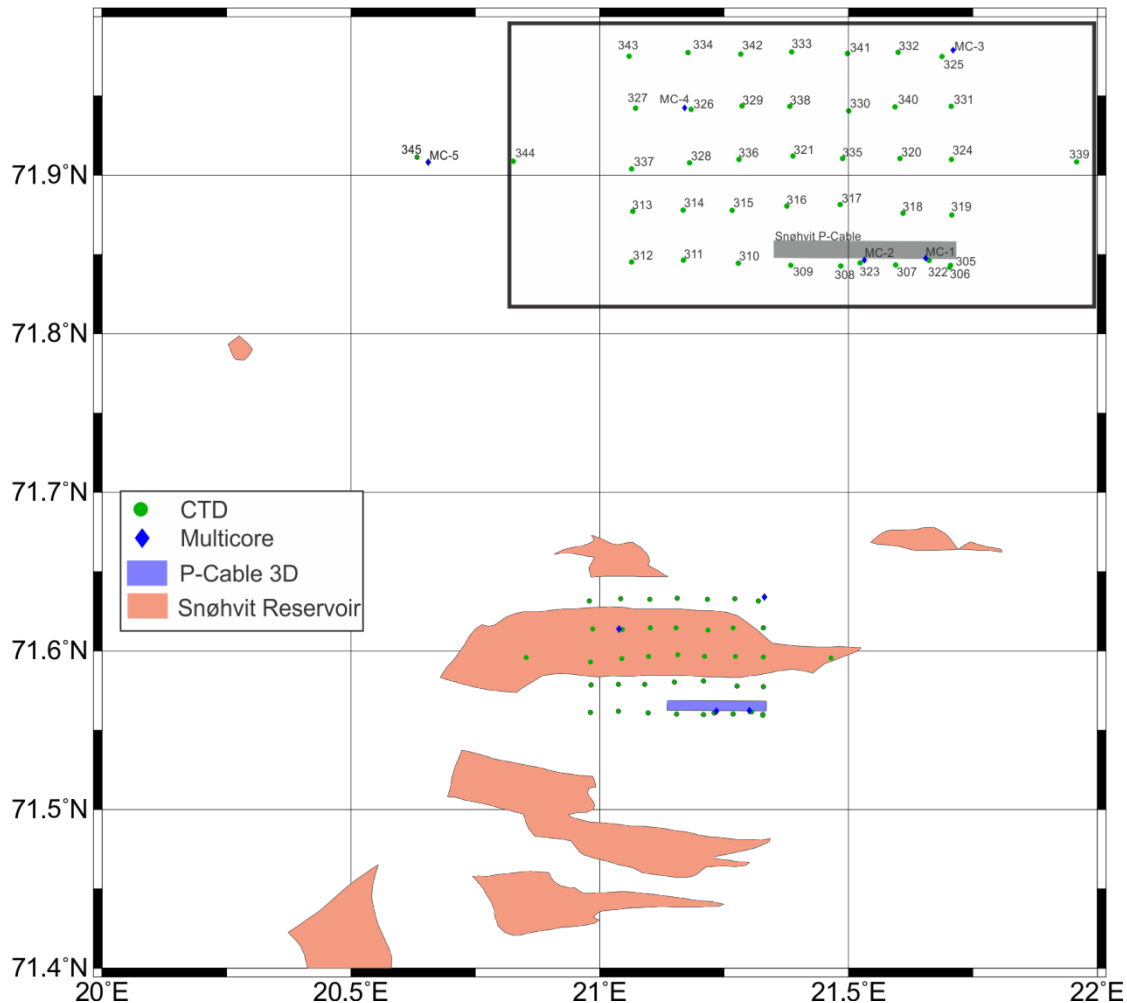 343 334 342 333 341 332 MC-3
325
327 MC-4 326 329 338 330 340 331
345 MC-5 344 337 328 336 321 335 320 324 339
71.9°N
313 314 315 316 317 318 319
Snøhvit P-Cable
312 311 310 MC-2 MC-1 305
309 308 323 307 322 306
71.8°N
71.7°N
CTD
Multicore
P-Cable 3D
Snøhvit Reservoir
71.6°N
71.5°N
71.4°N
20°E 20.5°E 21°E 21.5°E 22°E